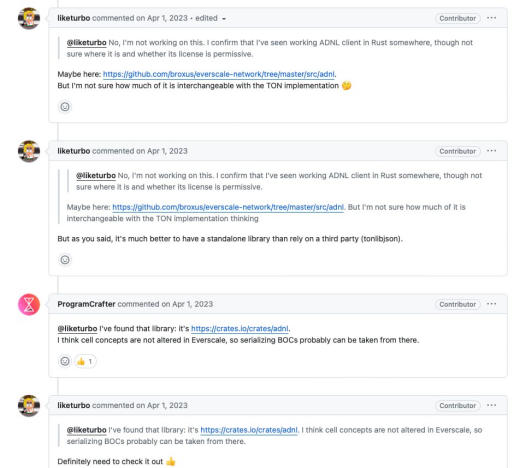 liketurbo commented on Apr 1, 2023 • edited
Contributor
@liketurbo No, I'm not working on this. I confirm that I've seen working ADNL client in Rust somewhere, though not
sure where it is and whether its license is permissive.
Maybe here: https://github.com/broxus/everscale-network/tree/master/src/adnl.
But I'm not sure how much of it is interchangeable with the TON implementation 🤔
liketurbo commented on Apr 1, 2023
Contributor
@liketurbo No, I'm not working on this. I confirm that I've seen working ADNL client in Rust somewhere, though not
sure where it is and whether its license is permissive.
Maybe here: https://github.com/broxus/everscale-network/tree/master/src/adnl. But I'm not sure how much of it is
interchangeable with the TON implementation thinking
But as you said, it's much better to have a standalone library than rely on a third party (tonlibjson).
ProgramCrafter commented on Apr 1, 2023
Contributor
@liketurbo I've found that library: it's https://crates.io/crates/adnl.
I think cell concepts are not altered in Everscale, so serializing BOCs probably can be taken from there.
👍 1
liketurbo commented on Apr 1, 2023
Contributor
@liketurbo I've found that library: it's https://crates.io/crates/adnl. I think cell concepts are not altered in Everscale, so
serializing BOCs probably can be taken from there.
Definitely need to check it out 👍